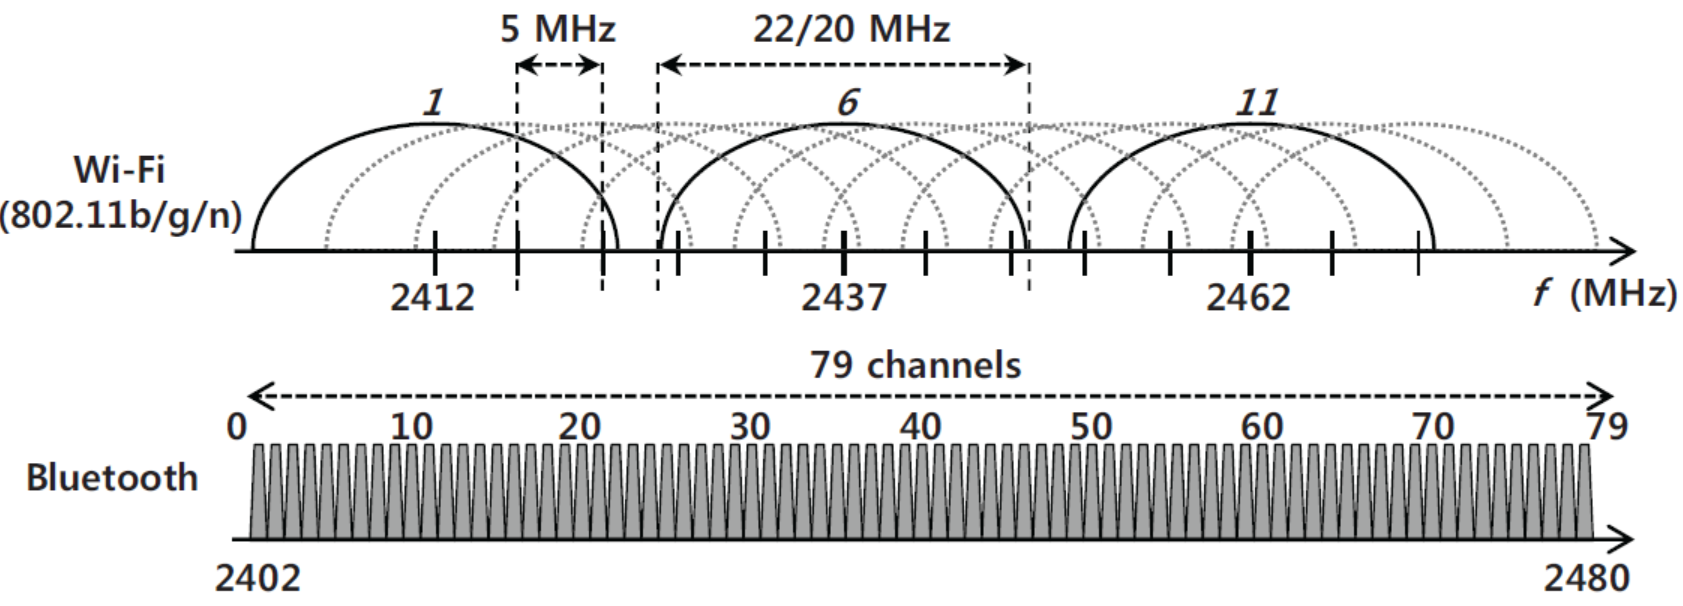 5 MHz
22/20 MHz
1
6
11
Wi-Fi
(802.11b/g/n)
2412
2437
2462
f (MHz)
79 channels
0 10 20 30 40 50 60 70 79
Bluetooth
2402
2480